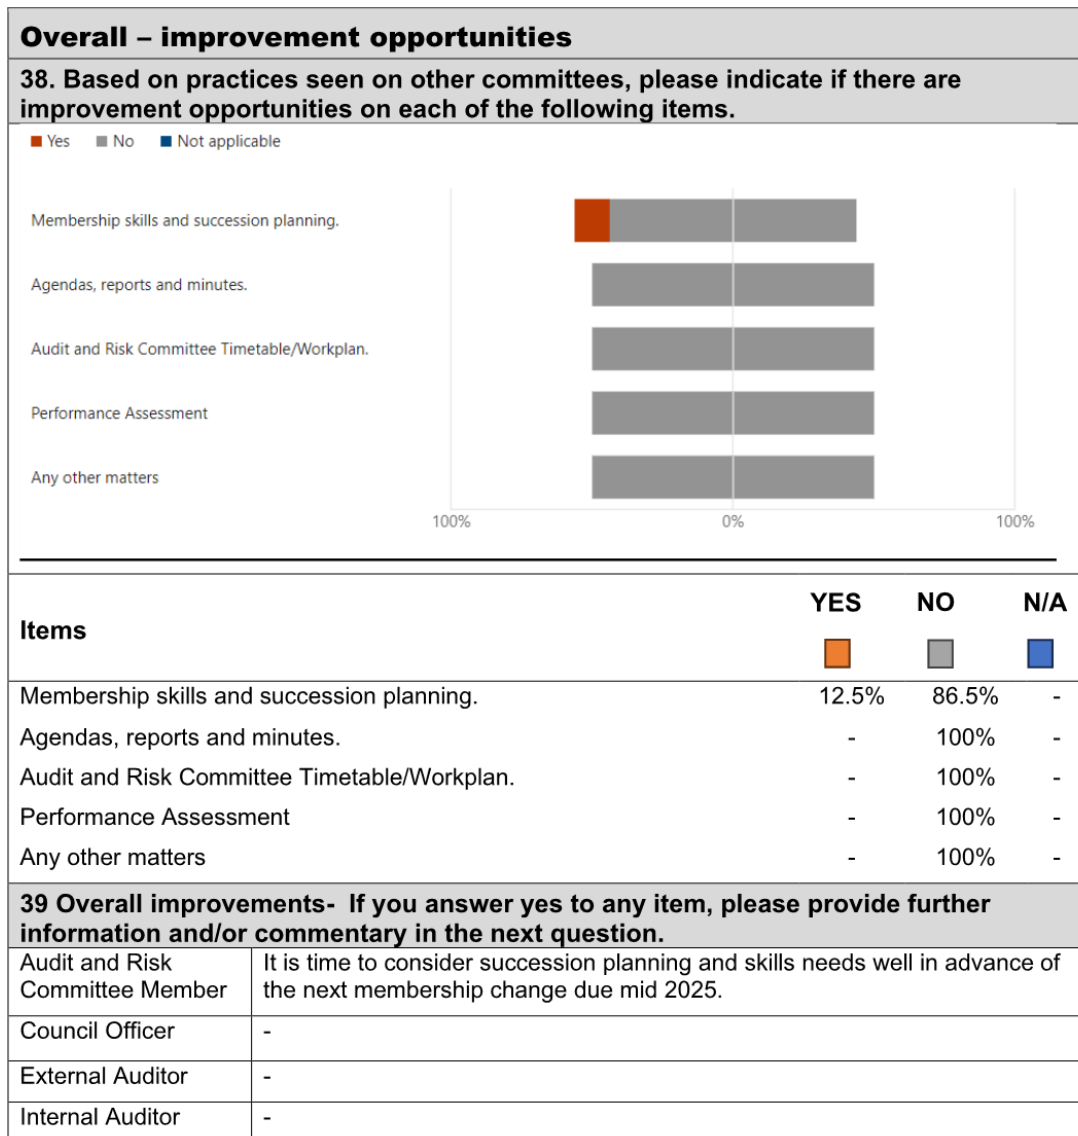 Overall – improvement opportunities
38. Based on practices seen on other committees, please indicate if there are
improvement opportunities on each of the following items.
Yes No Not applicable
Membership skills and succession planning.
Agendas, reports and minutes.
Audit and Risk Committee Timetable/Workplan.
Performance Assessment
Any other matters
100% 0% 100%
Items YES NO N/A
Membership skills and succession planning. 12.5% 86.5% -
Agendas, reports and minutes. - 100% -
Audit and Risk Committee Timetable/Workplan. - 100% -
Performance Assessment - 100% -
Any other matters - 100% -
39 Overall improvements- If you answer yes to any item, please provide further
information and/or commentary in the next question.
Audit and Risk
Committee Member
It is time to consider succession planning and skills needs well in advance of
the next membership change due mid 2025.
Council Officer -
External Auditor -
Internal Auditor -